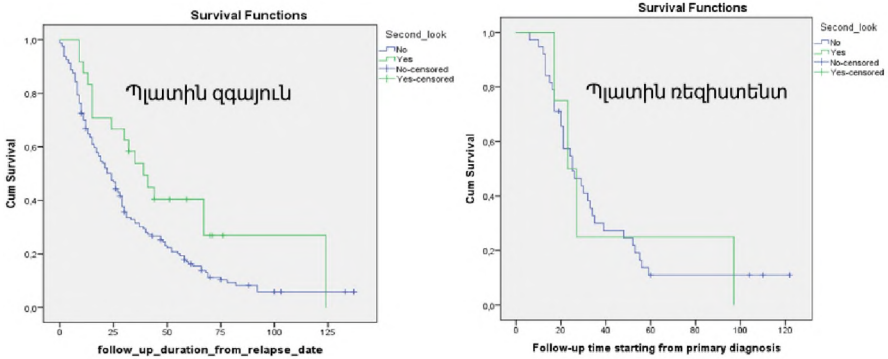 Survival Functions
Second_look
No
Yes
No-censored
Yes-censored
Պլատին զգայուն
Cum Survival
1,0
0,8
0,6
0,4
0,2
0,0
0
25
50
75
100
125
follow_up_duration_from_relapse_date
Survival Functions
Second_look
No
Yes
No-censored
Yes-censored
Պլատին ռեզիստենտ
Cum Survival
1,0
0,8
0,6
0,4
0,2
0,0
0
20
40
60
80
100
120
Follow-up time starting from primary diagnosis